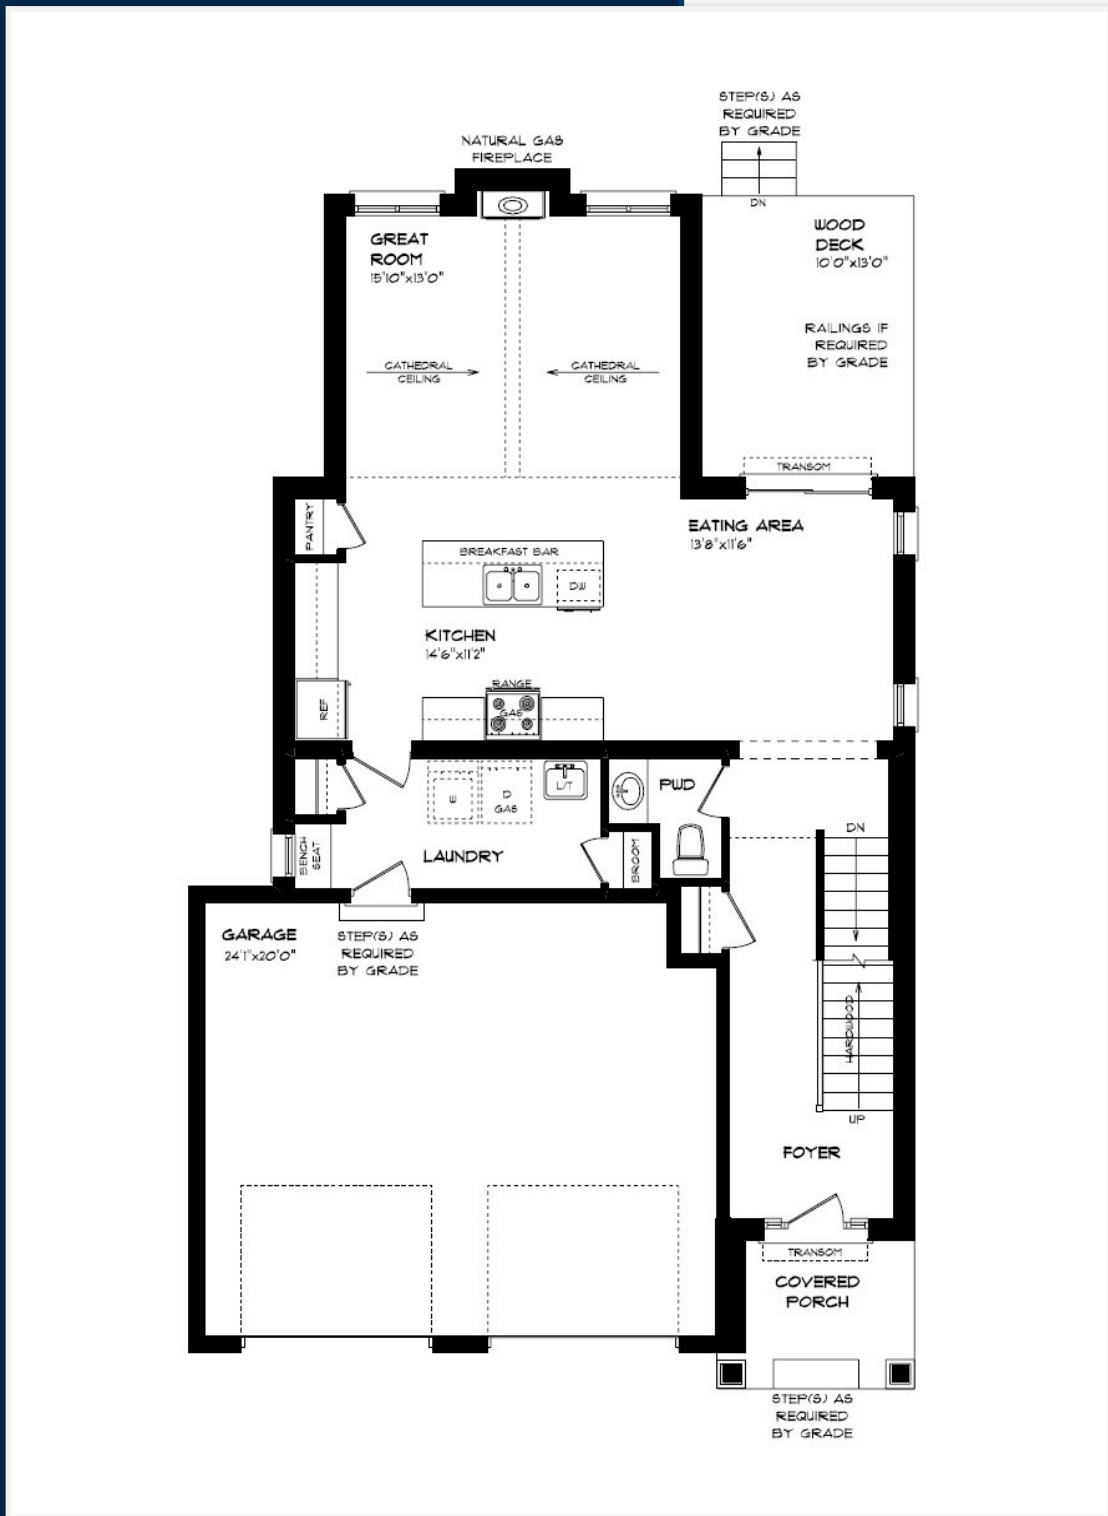 STEP(S) AS
REQUIRED
BY GRADE
NATURAL GAS
FIREPLACE
DN
GREAT
ROOM
15'10"x13'0"
WOOD
DECK
10'0"x13'0"
RAILINGS IF
REQUIRED
BY GRADE
CATHEDRAL
CEILING
CATHEDRAL
CEILING
TRANSOM
PANTRY
EATING AREA
13'8"x11'6"
BREAKFAST BAR
DW
KITCHEN
14'6"x11'2"
RANGE
GAS
REF
D
GAS
L/T
PWD
BENCH
SEAT
LAUNDRY
BROOM
DN
GARAGE
24'1"x20'0"
STEP(S) AS
REQUIRED
BY GRADE
HARDWOOD
UP
FOYER
TRANSOM
COVERED
PORCH
STEP(S) AS
REQUIRED
BY GRADE